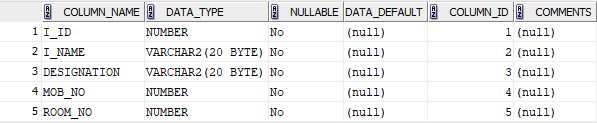 COLUMN_NAME DATA_TYPE NULLABLE DATA_DEFAULT COLUMN_ID COMMENTS
1 I_ID NUMBER No (null) 1 (null)
2 I_NAME VARCHAR2(20 BYTE) No (null) 2 (null)
3 DESIGNATION VARCHAR2(20 BYTE) No (null) 3 (null)
4 MOB_NO NUMBER No (null) 4 (null)
5 ROOM_NO NUMBER No (null) 5 (null)